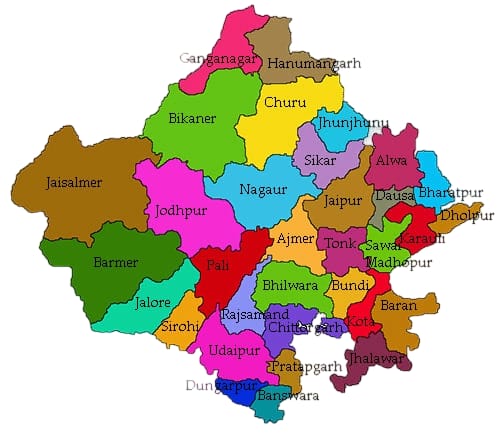 Ganganagar
Hanumangarh
Churu
Bikaner
Jhunjhunu
Sikar
Alwa
Jaisalmer
Nagaur
Jaipur
Dausa
Bharatpur
Jodhpur
Dholpur
Ajmer
Tonk
Sawai
Madhopur
Karauli
Barmer
Pali
Jalore
Bhilwara
Bundi
Baran
Rajsamand
Sirohi
Chittorgarh
Kota
Udaipur
Pratapgarh
Jhalawar
Dungarpur
Banswara